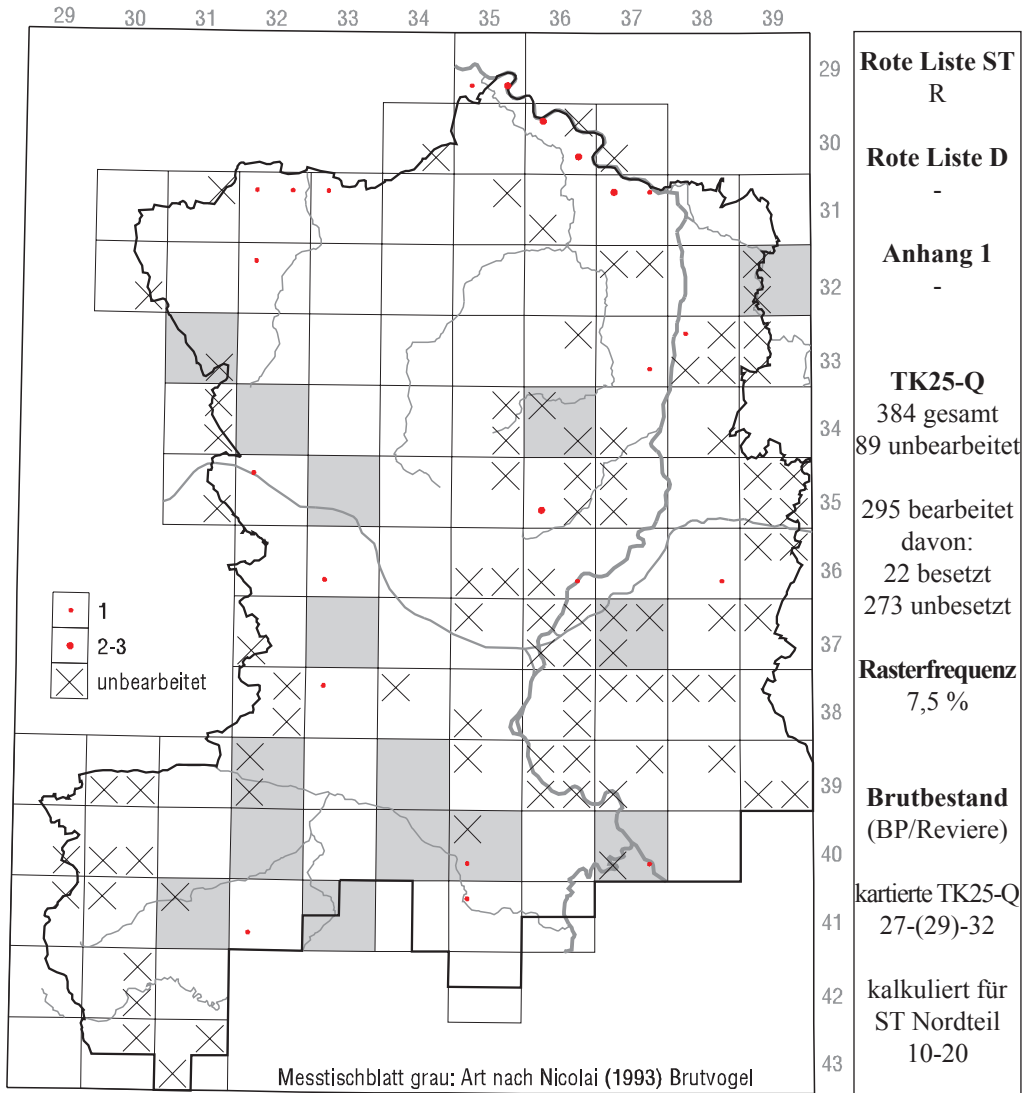 29 30 31 32 33 34 35 36 37 38 39
29
30
31
32
33
34
35
36
37
38
39
40
41
42
43
1
2-3
unbearbeitet
Messtischblatt grau: Art nach Nicolai (1993) Brutvogel
Rote Liste ST
R
Rote Liste D
-
Anhang 1
-
TK25-Q
384 gesamt
89 unbearbeitet
295 bearbeitet
davon:
22 besetzt
273 unbesetzt
Rasterfrequenz
7,5 %
Brutbestand
(BP/Reviere)
kartierte TK25-Q
27-(29)-32
kalkuliert für
ST Nordteil
10-20